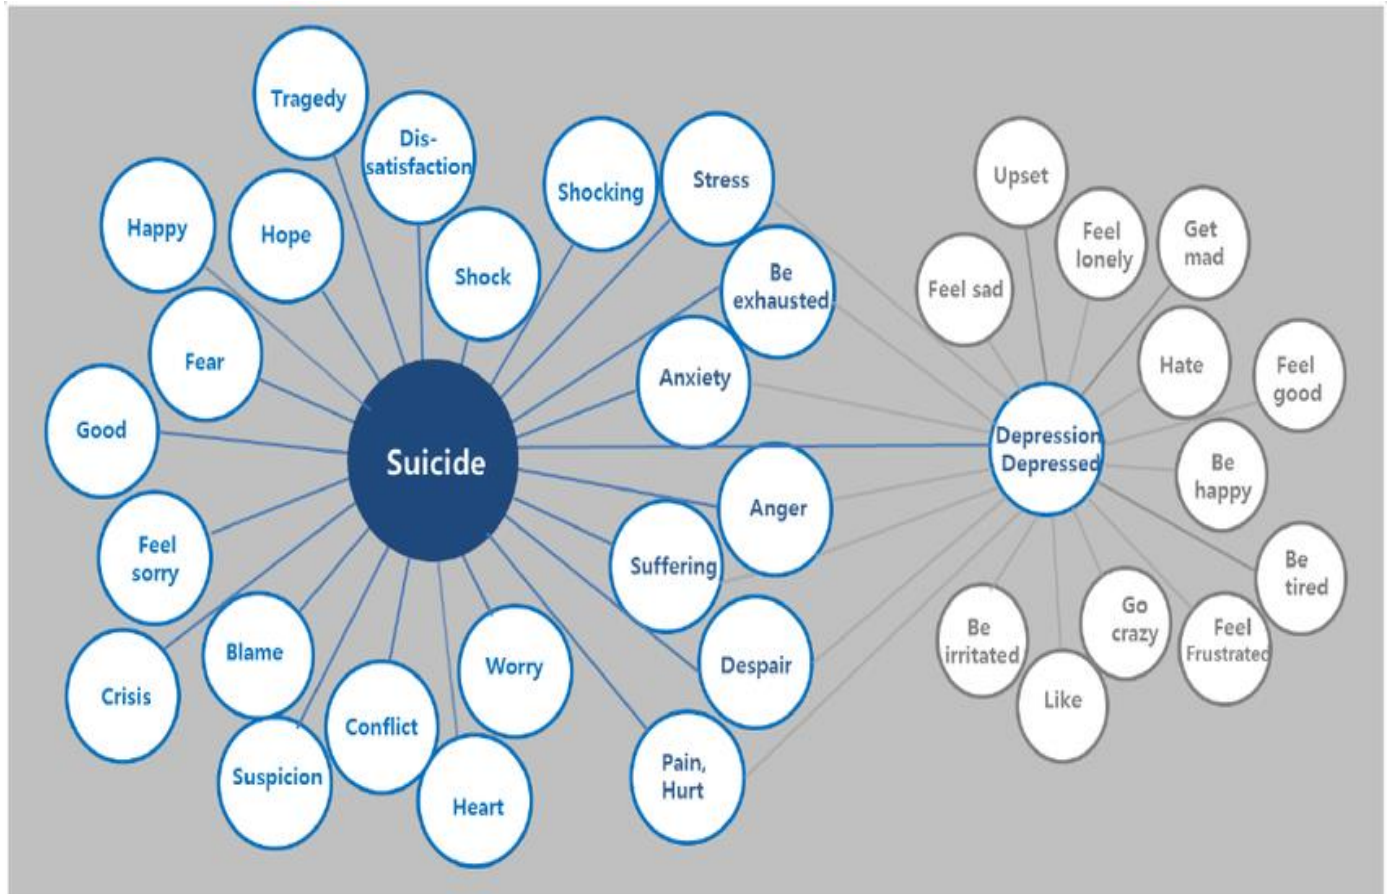 Tragedy
Dis-
satisfaction
Shocking
Stress
Upset
Happy
Hope
Shock
Be
exhausted
Feel
lonely
Get
mad
Feel sad
Fear
Anxiety
Hate
Feel
good
Good
Suicide
Depression
Depressed
Be
happy
Feel
sorry
Anger
Suffering
Be
tired
Blame
Worry
Despair
Be
irritated
Go
crazy
Feel
Frustrated
Crisis
Suspicion
Conflict
Heart
Pain,
Hurt
Like